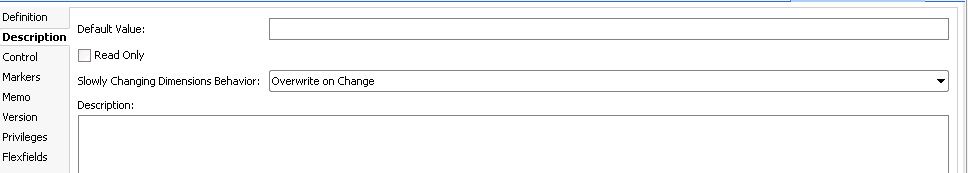 Definition
Description
Control
Markers
Memo
Version
Privileges
Flexfields
Default Value:
Read Only
Slowly Changing Dimensions Behavior: Overwrite on Change
Description: